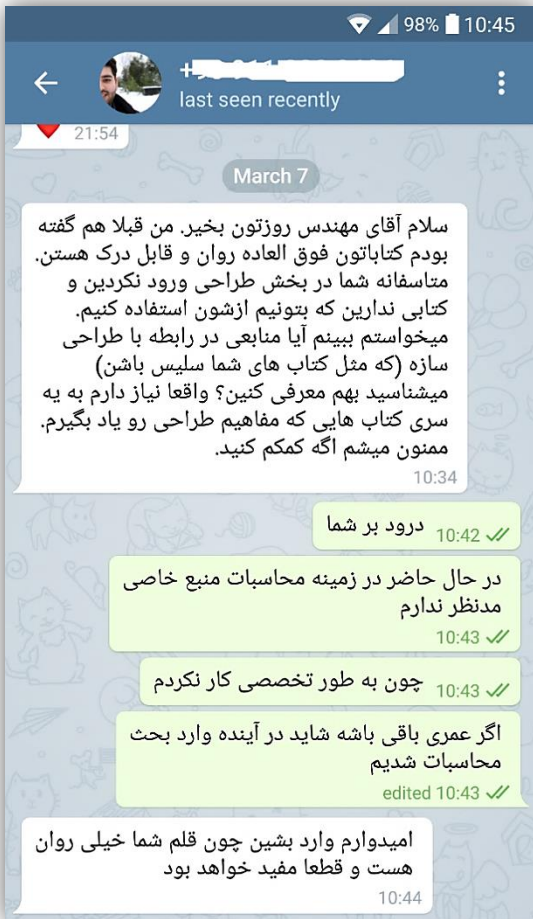 98% 10:45
last seen recently
21:54
March 7
سلام آقای مهندس روزتون بخیر. من قبلا هم گفته
بودم کتاباتون فوق العاده روان و قابل درک هستن.
متاسفانه شما در بخش طراحی ورود نکردین و
کتابی ندارین که بتونیم ازشون استفاده کنیم.
میخواستم ببینم آیا منابعی در رابطه با طراحی
سازه (که مثل کتاب های شما سلیس باشن)
میشناسید بهم معرفی کنین؟ واقعا نیاز دارم به یه
سری کتاب هایی که مفاهیم طراحی رو یاد بگیرم.
ممنون میشم اگه کمکم کنید.
10:34
درود بر شما 10:42
در حال حاضر در زمینه محاسبات منبع خاصی
مدنظر ندارم
10:43
چون به طور تخصصی کار نکردم 10:43
اگر عمری باقی باشه شاید در آینده وارد بحث
محاسبات شدیم
edited 10:43
امیدوارم وارد بشین چون قلم شما خیلی روان
هست و قطعا مفید خواهد بود
10:44